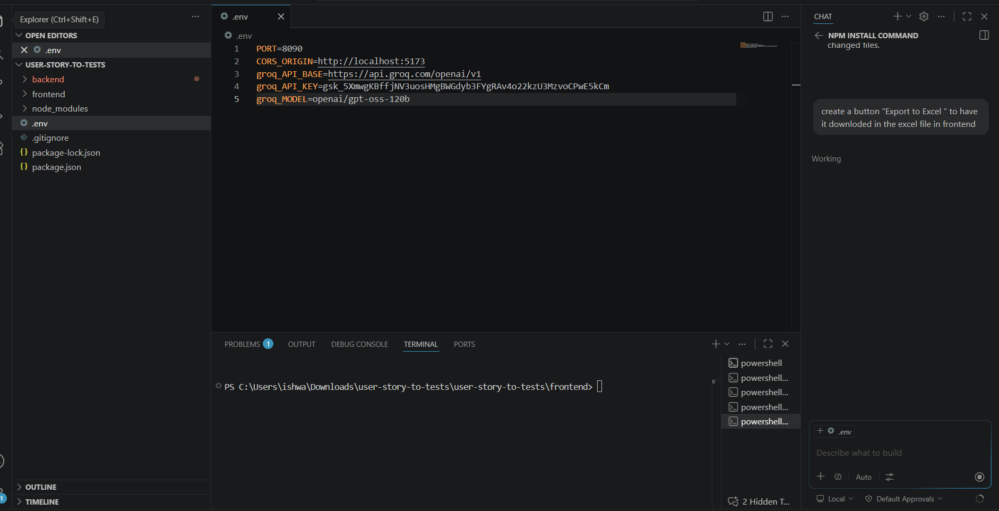 Explorer (Ctrl+Shift+E)
OPEN EDITORS
.env
USER-STORY-TO-TESTS
backend
frontend
node_modules
.env
.gitignore
package-lock.json
package.json
OUTLINE
TIMELINE
1
.env
.env
1 PORT=8090
2 CORS_ORIGIN=http://localhost:5173
3 groq_API_BASE=https://api.groq.com/openai/v1
4 groq_API_KEY=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
5 groq_MODEL=openai/gpt-oss-120b
PROBLEMS 1 OUTPUT DEBUG CONSOLE TERMINAL PORTS
PS C:\Users\ishwa\Downloads\user-story-to-tests\user-story-to-tests\frontend>
powershell
powershell...
powershell...
powershell...
powershell...
2 Hidden T...
CHAT
NPM INSTALL COMMAND
changed files.
create a button "Export to Excel " to have
it downloded in the excel file in frontend
Working
.env
Describe what to build
Auto
Local Default Approvals